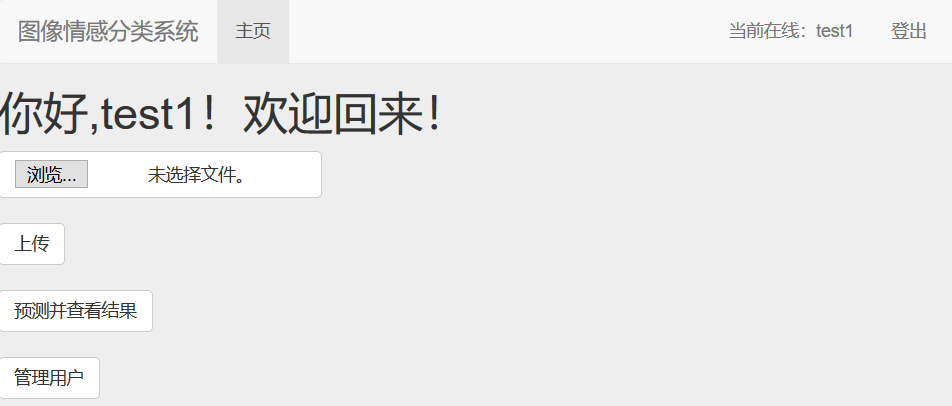 图像情感分类系统 主页 当前在线：test1 登出
你好,test1！欢迎回来！
浏览... 未选择文件。
上传
预测并查看结果
管理用户